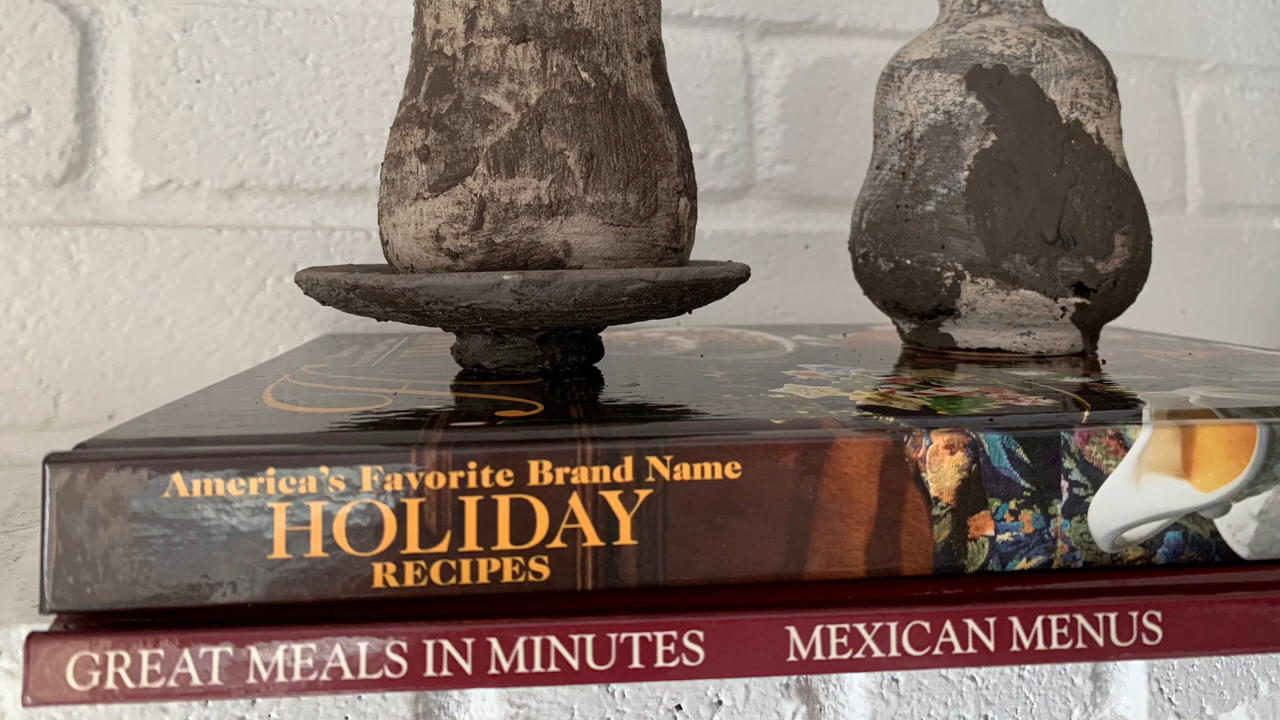 America's Favorite Brand Name
HOLIDAY
RECIPES
GREAT MEALS IN MINUTES MEXICAN MENUS